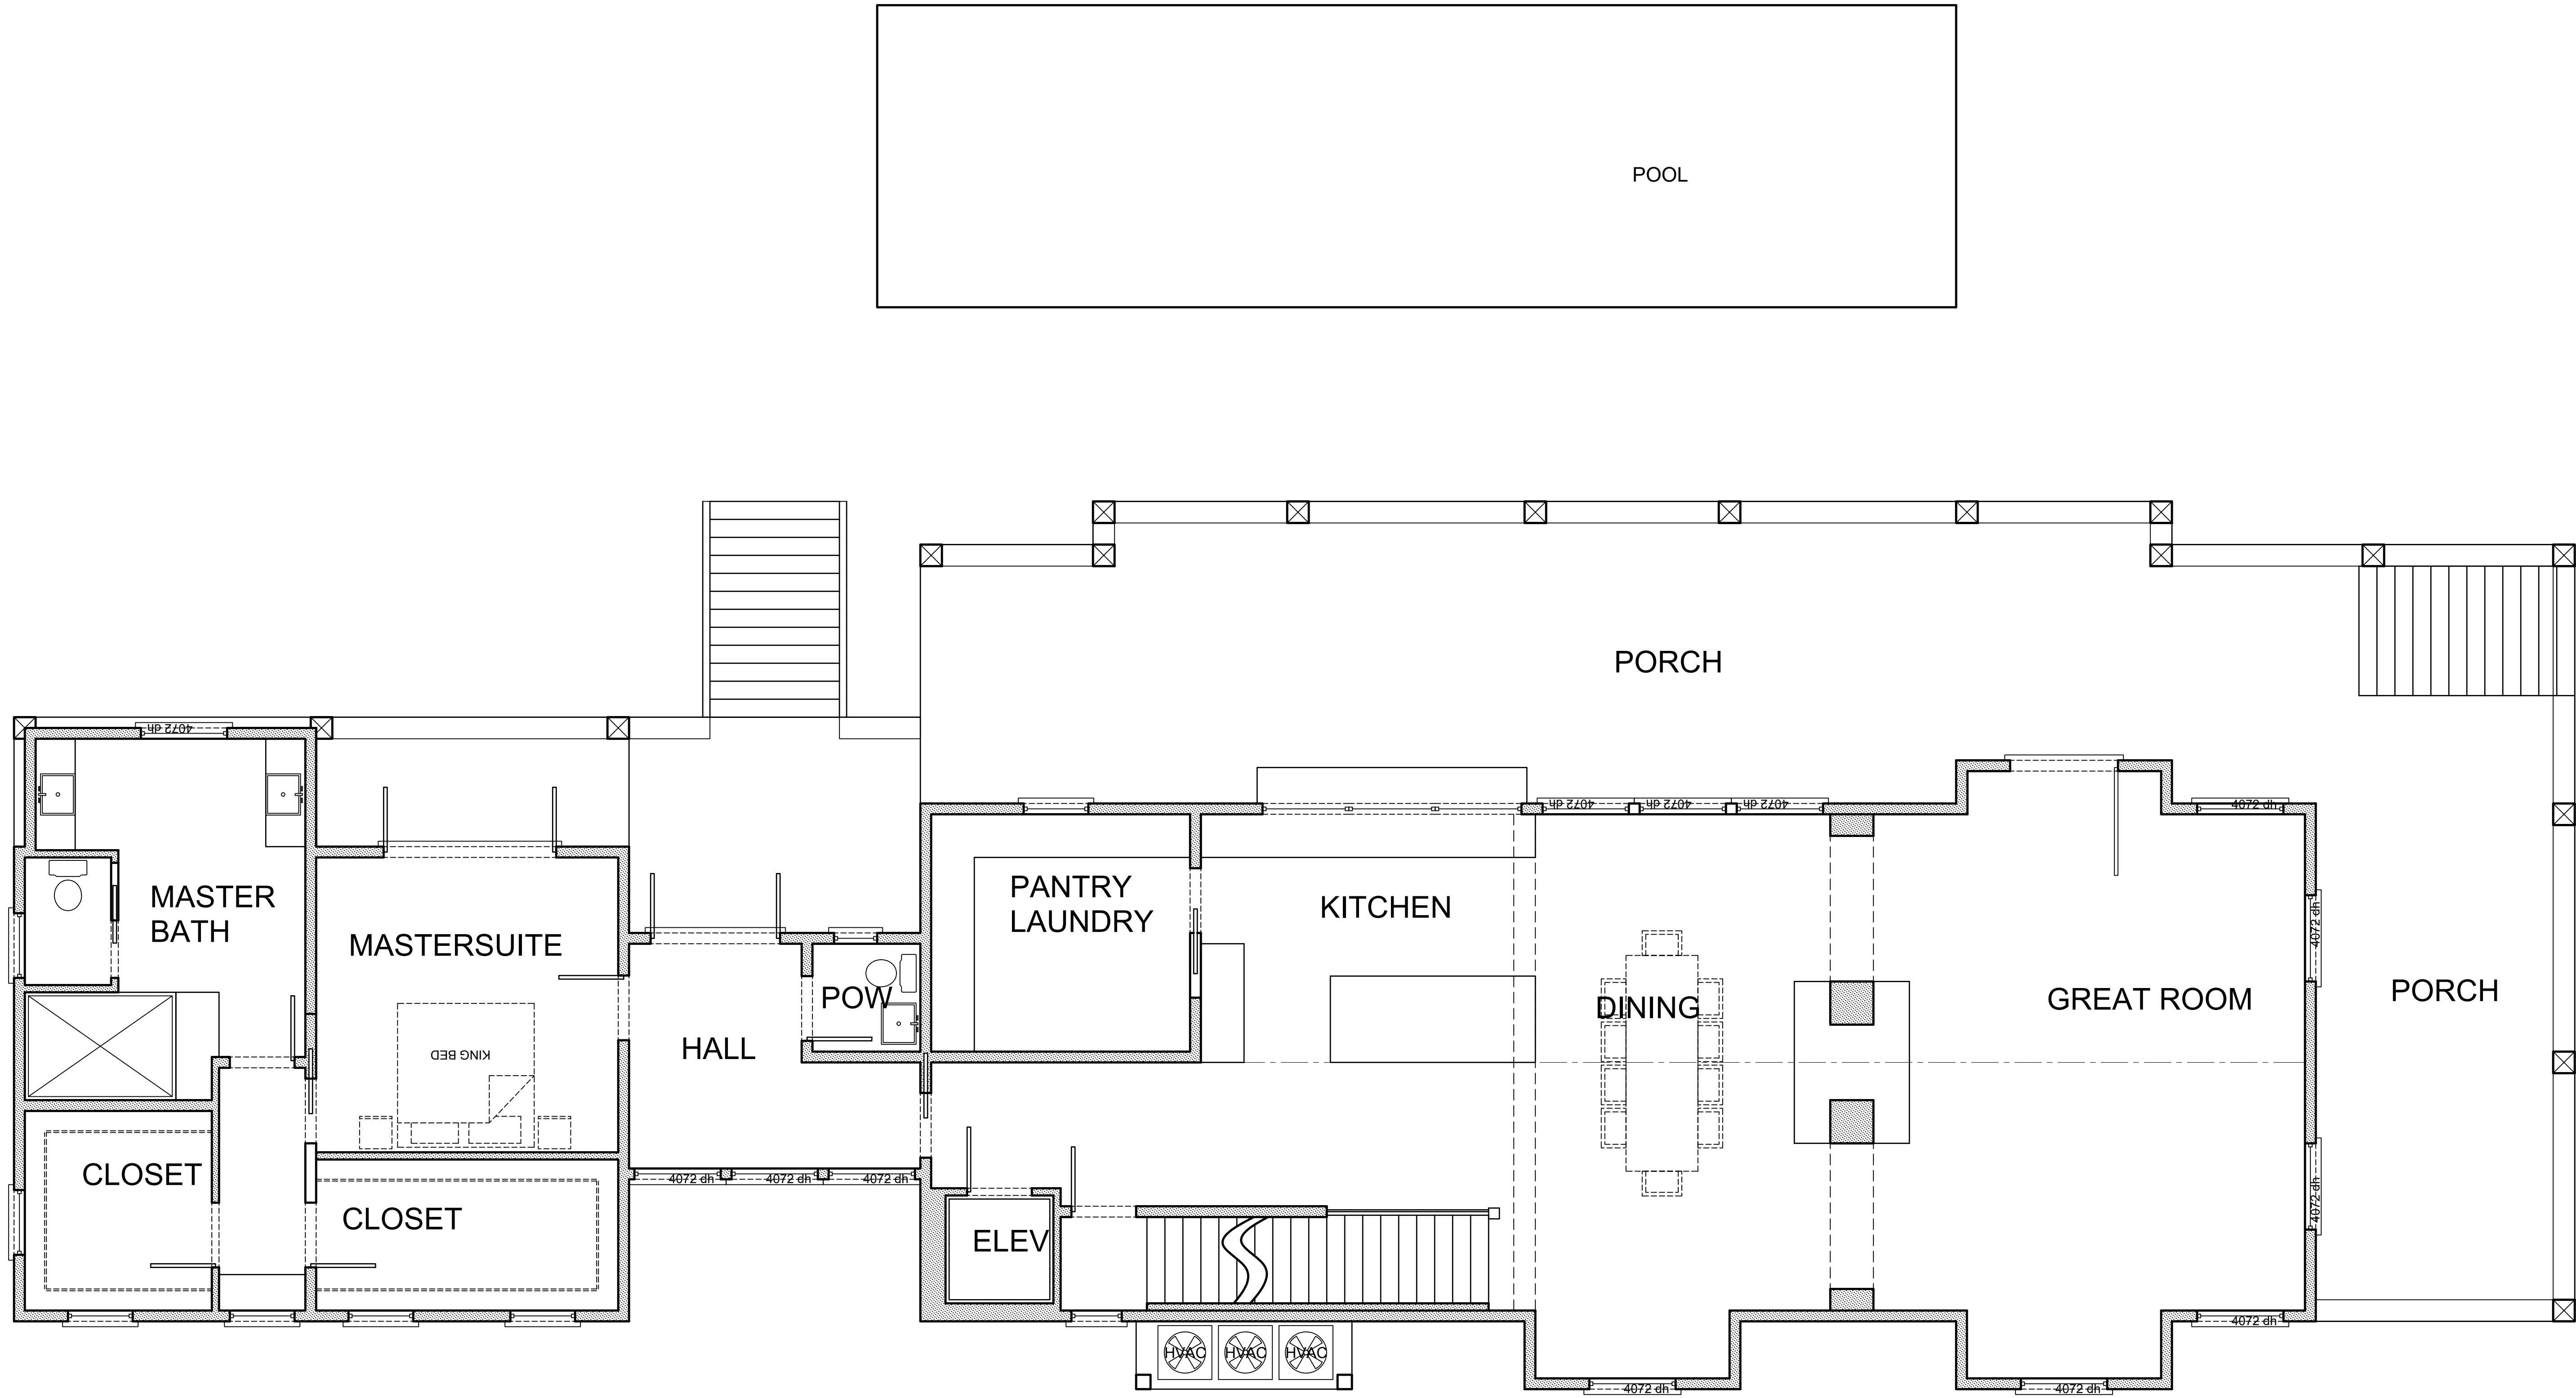 POOL
PORCH
4072 dh
4072 dh
4072 dh
4072 dh
4072 dh
MASTER
BATH
MASTERSUITE
PANTRY
LAUNDRY
KITCHEN
4072 dh
POW
DINING
GREAT ROOM
PORCH
HALL
KING BED
CLOSET
4072 dh
4072 dh
4072 dh
4072 dh
CLOSET
ELEV
4072 dh
HVAC
HVAC
HVAC
4072 dh
4072 dh